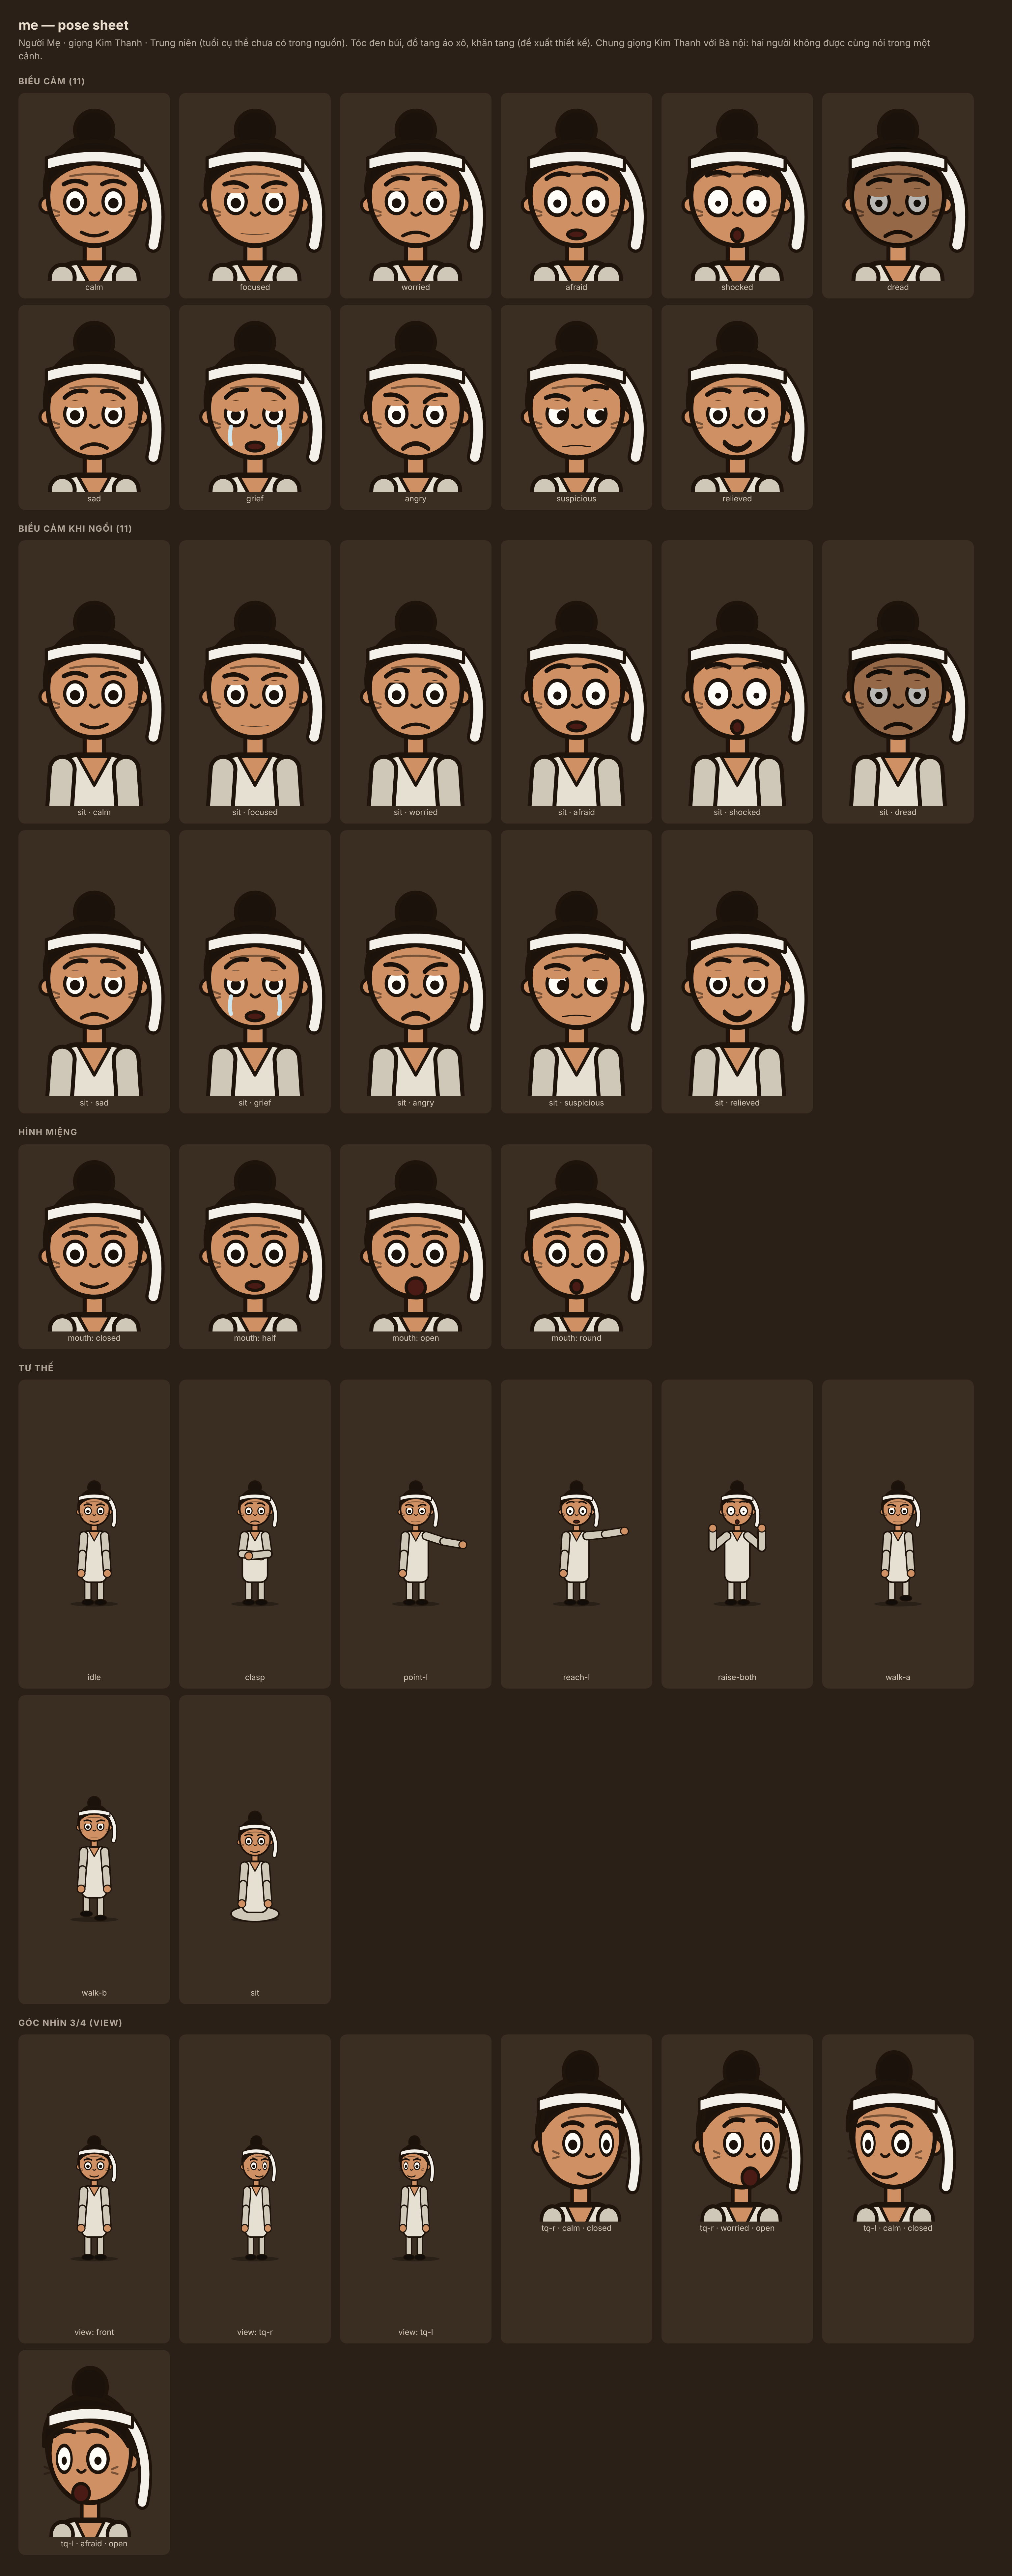 me — pose sheet
Người Mẹ · giọng Kim Thanh · Trung niên (tuổi cụ thể chưa có trong nguồn). Tóc đen búi, đồ tang áo xô, khăn tang (đề xuất thiết kế). Chung giọng Kim Thanh với Bà nội: hai người không được cùng nói trong một
cảnh.
BIỂU CẢM (11)
calm
focused
worried
afraid
shocked
dread
sad
grief
angry
suspicious
relieved
BIỂU CẢM KHI NGỒI (11)
sit · calm
sit · focused
sit · worried
sit · afraid
sit · shocked
sit · dread
sit · sad
sit · grief
sit · angry
sit · suspicious
sit · relieved
HÌNH MIỆNG
mouth: closed
mouth: half
mouth: open
mouth: round
TƯ THẾ
idle
clasp
point-l
reach-l
raise-both
walk-a
walk-b
sit
GÓC NHÌN 3/4 (VIEW)
view: front
view: tq-r
view: tq-l
tq-r · calm · closed
tq-r · worried · open
tq-l · calm · closed
tq-l · afraid · open